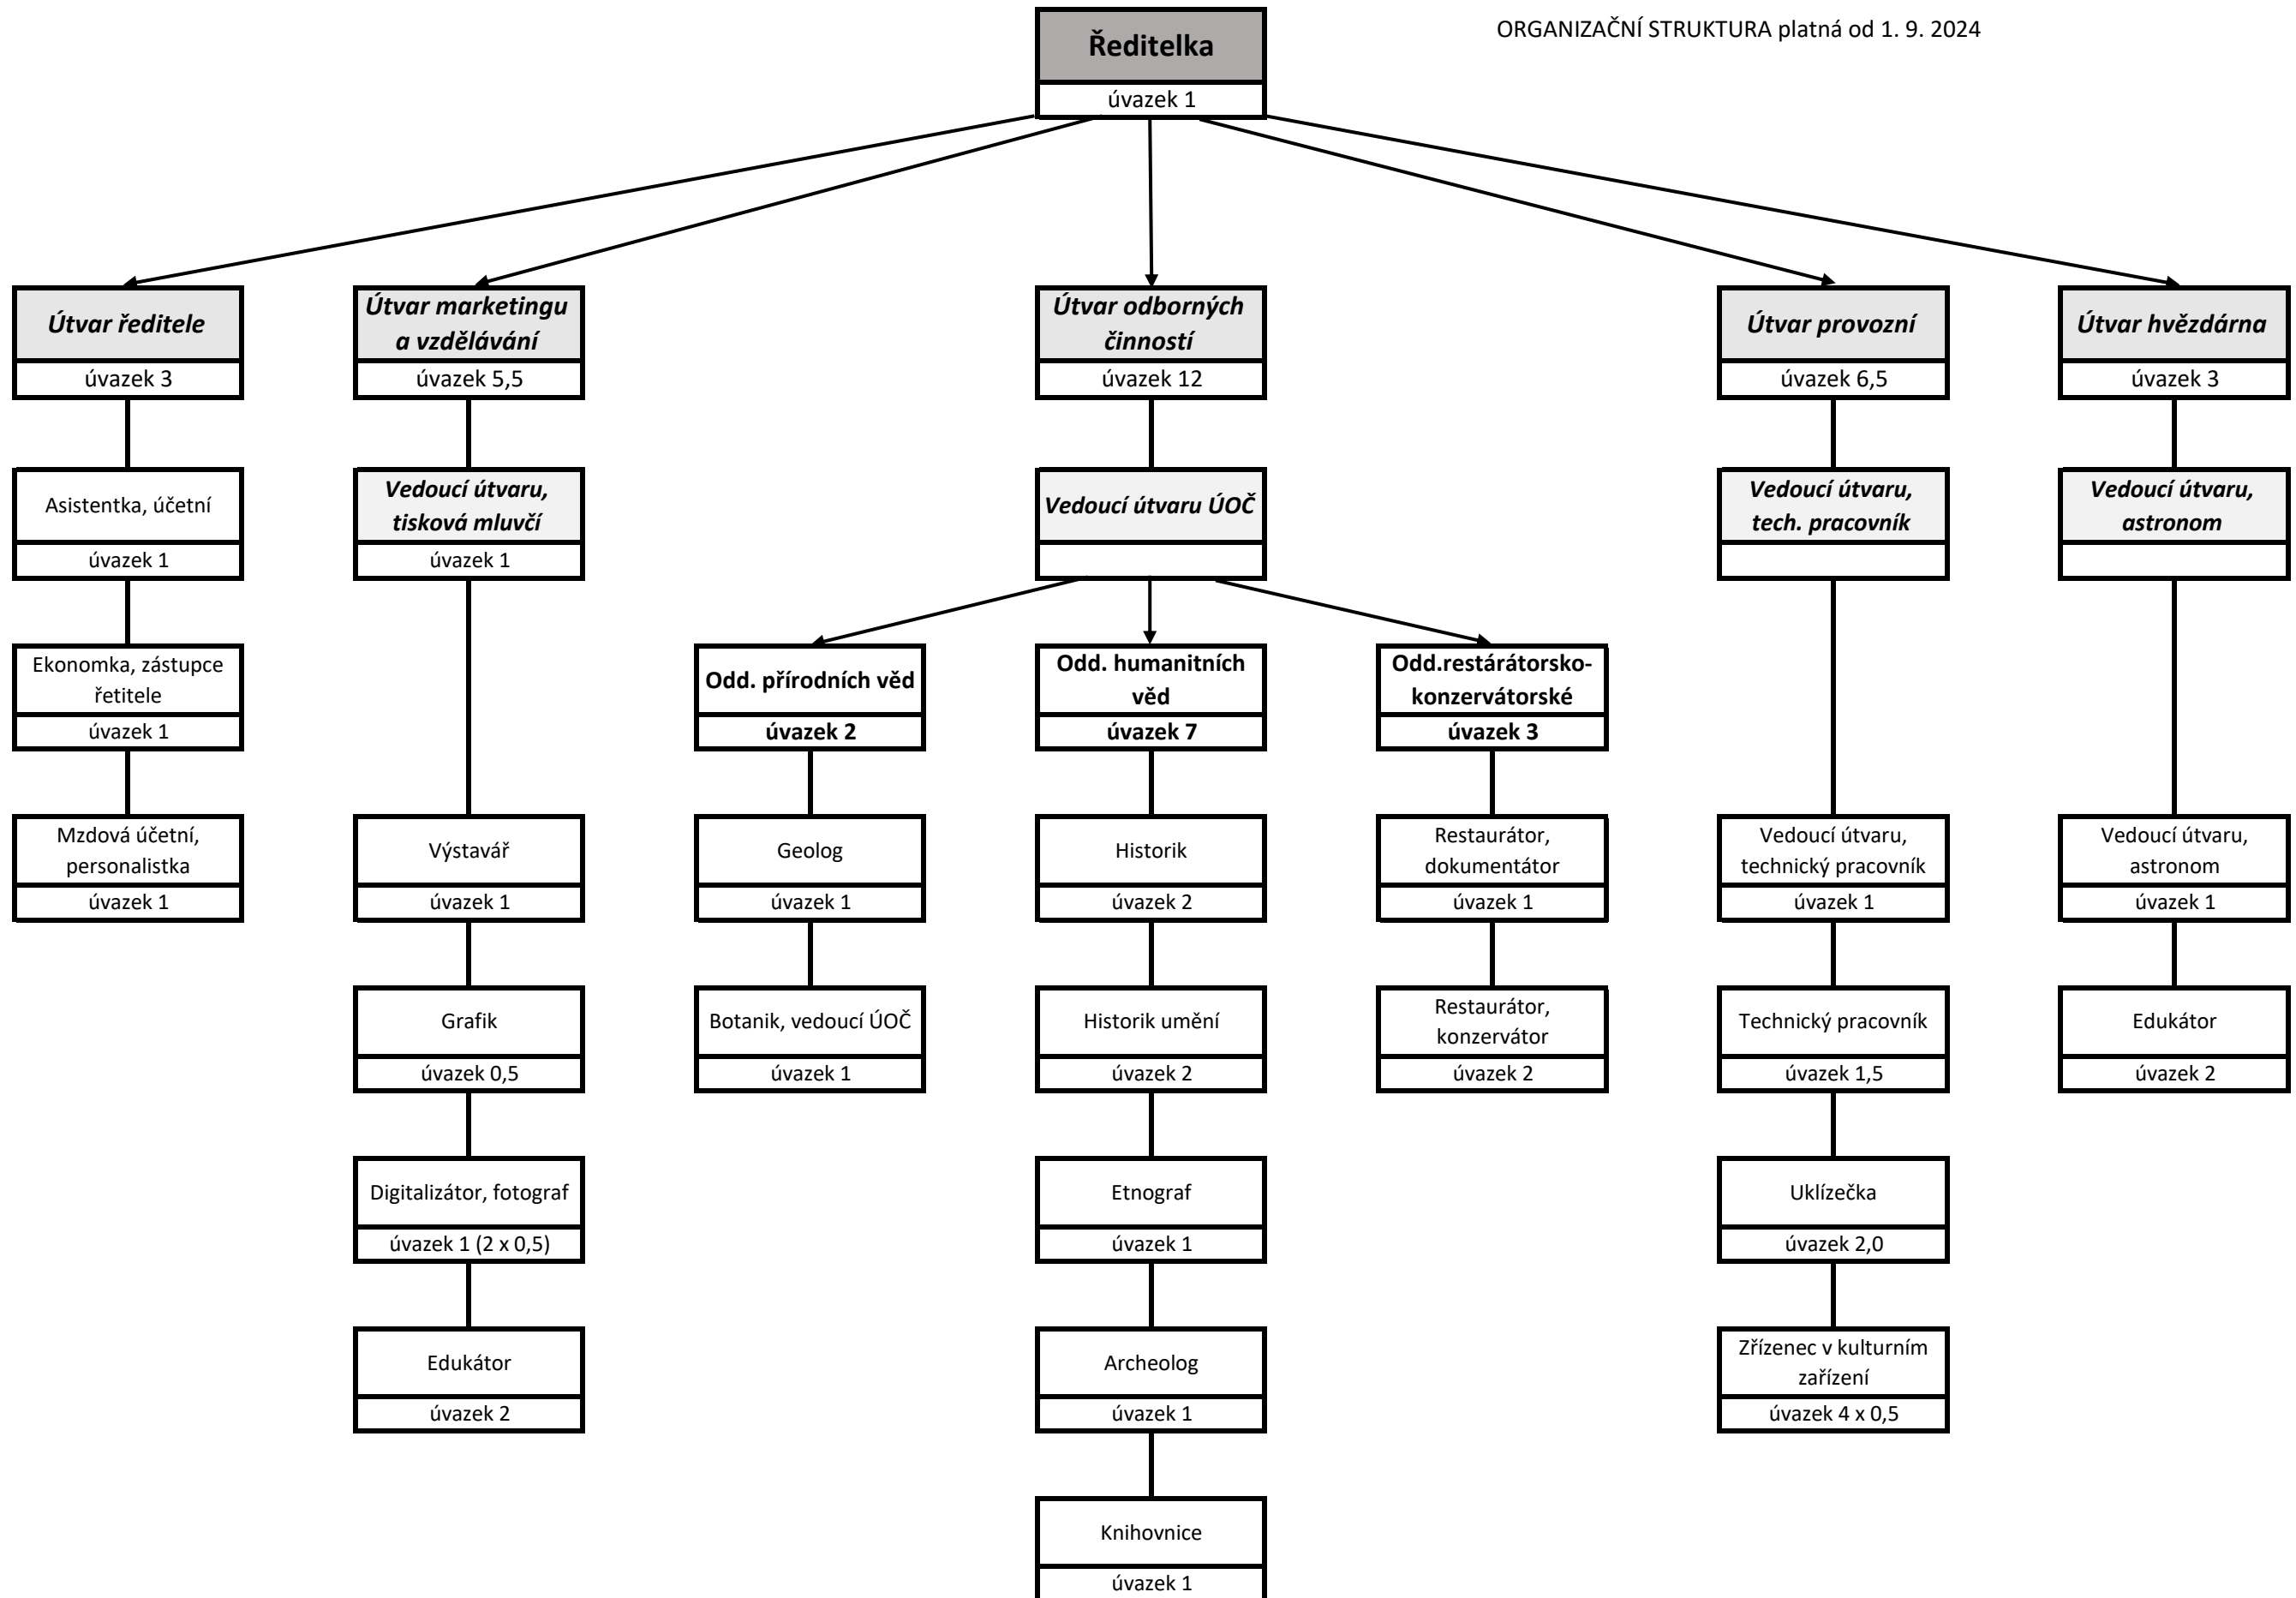 ORGANIZAČNÍ STRUKTURA platná od 1. 9. 2024
Ředitelka
úvazek 1
Útvar ředitele
úvazek 3
Asistentka, účetní
úvazek 1
Ekonomka, zástupce
řetitele
úvazek 1
Mzdová účetní,
personalistka
úvazek 1
Útvar marketingu
a vzdělávání
úvazek 5,5
Vedoucí útvaru,
tisková mluvčí
úvazek 1
Výstavář
úvazek 1
Grafik
úvazek 0,5
Digitalizátor, fotograf
úvazek 1 (2 x 0,5)
Edukátor
úvazek 2
Útvar odborných
činností
úvazek 12
Vedoucí útvaru ÚOČ
Odd. přírodních věd
úvazek 2
Geolog
úvazek 1
Botanik, vedoucí ÚOČ
úvazek 1
Odd. humanitních
věd
úvazek 7
Historik
úvazek 2
Historik umění
úvazek 2
Etnograf
úvazek 1
Archeolog
úvazek 1
Knihovnice
úvazek 1
Odd.restárátorsko-
konzervátorské
úvazek 3
Restaurátor,
dokumentátor
úvazek 1
Restaurátor,
konzervátor
úvazek 2
Útvar provozní
úvazek 6,5
Vedoucí útvaru,
tech. pracovník
Vedoucí útvaru,
technický pracovník
úvazek 1
Technický pracovník
úvazek 1,5
Uklízečka
úvazek 2,0
Zřízenec v kulturním
zařízení
úvazek 4 x 0,5
Útvar hvězdárna
úvazek 3
Vedoucí útvaru,
astronom
Vedoucí útvaru,
astronom
úvazek 1
Edukátor
úvazek 2